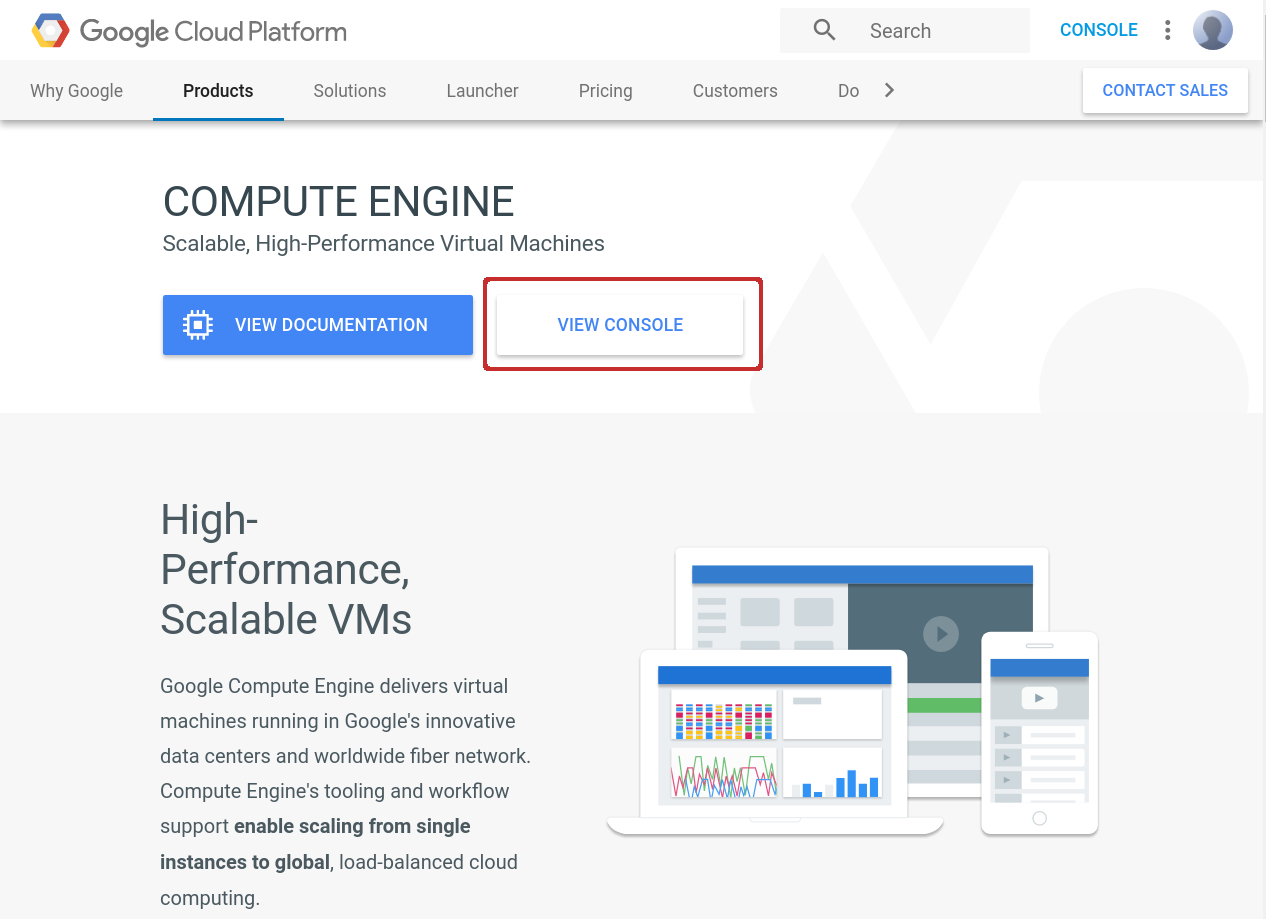 Google Cloud Platform
Search
CONSOLE
Why Google
Products
Solutions
Launcher
Pricing
Customers
Do
CONTACT SALES
COMPUTE ENGINE
Scalable, High-Performance Virtual Machines
VIEW DOCUMENTATION
VIEW CONSOLE
High-
Performance,
Scalable VMs
Google Compute Engine delivers virtual
machines running in Google's innovative
data centers and worldwide fiber network.
Compute Engine's tooling and workflow
support enable scaling from single
instances to global, load-balanced cloud
computing.